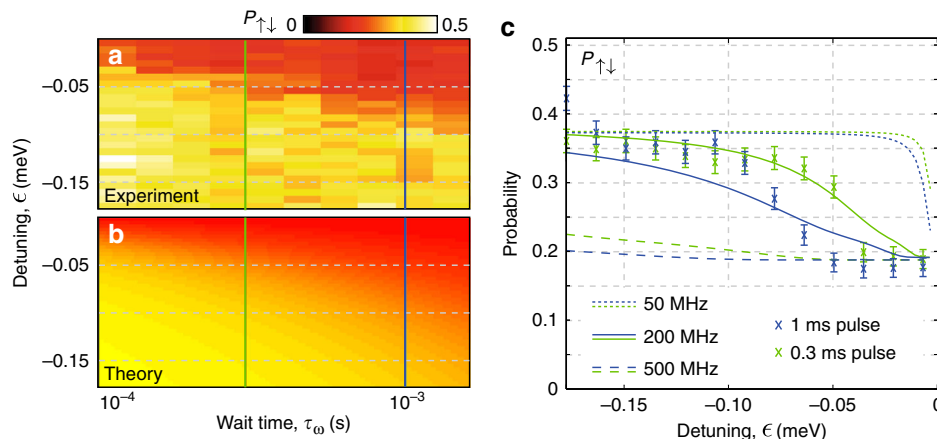 P↑↓ 0 0.5
a
Detuning, ϵ (meV)
−0.05
−0.15
Experiment
b
−0.05
−0.15
Theory
10⁻⁴ 10⁻³
Wait time, τω (s)
c
P↑↓
Probability
0.5
0.4
0.3
0.2
0.1
0
50 MHz
200 MHz
500 MHz
1 ms pulse
0.3 ms pulse
−0.15 −0.10 −0.05 0
Detuning, ϵ (meV)